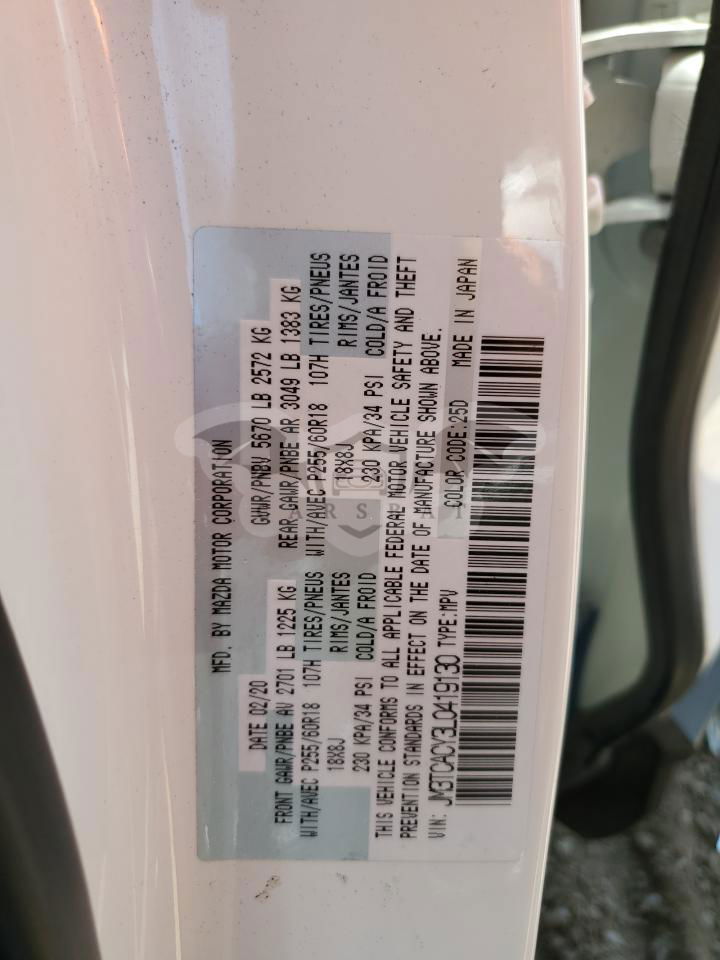 MFD. BY MAZDA MOTOR CORPORATION
DATE 02/20 GVWR/PNBV 5670 LB 2572 KG
FRONT GAWR/PNBE AV 2701 LB 1225 KG REAR GAWR/PNBE AR 3049 LB 1383 KG
WITH/AVEC P255/60R18 107H TIRES/PNEUS WITH/AVEC P255/60R18 107H TIRES/PNEUS
18X8J RIMS/JANTES 18X8J RIMS/JANTES
230 KPA/34 PSI COLD/A FROID 230 KPA/34 PSI COLD/A FROID
THIS VEHICLE CONFORMS TO ALL APPLICABLE FEDERAL MOTOR VEHICLE SAFETY AND THEFT
PREVENTION STANDARDS IN EFFECT ON THE DATE OF MANUFACTURE SHOWN ABOVE.
VIN: JM3TCACY3L0419130 TYPE:MPV COLOR CODE:25D MADE IN JAPAN